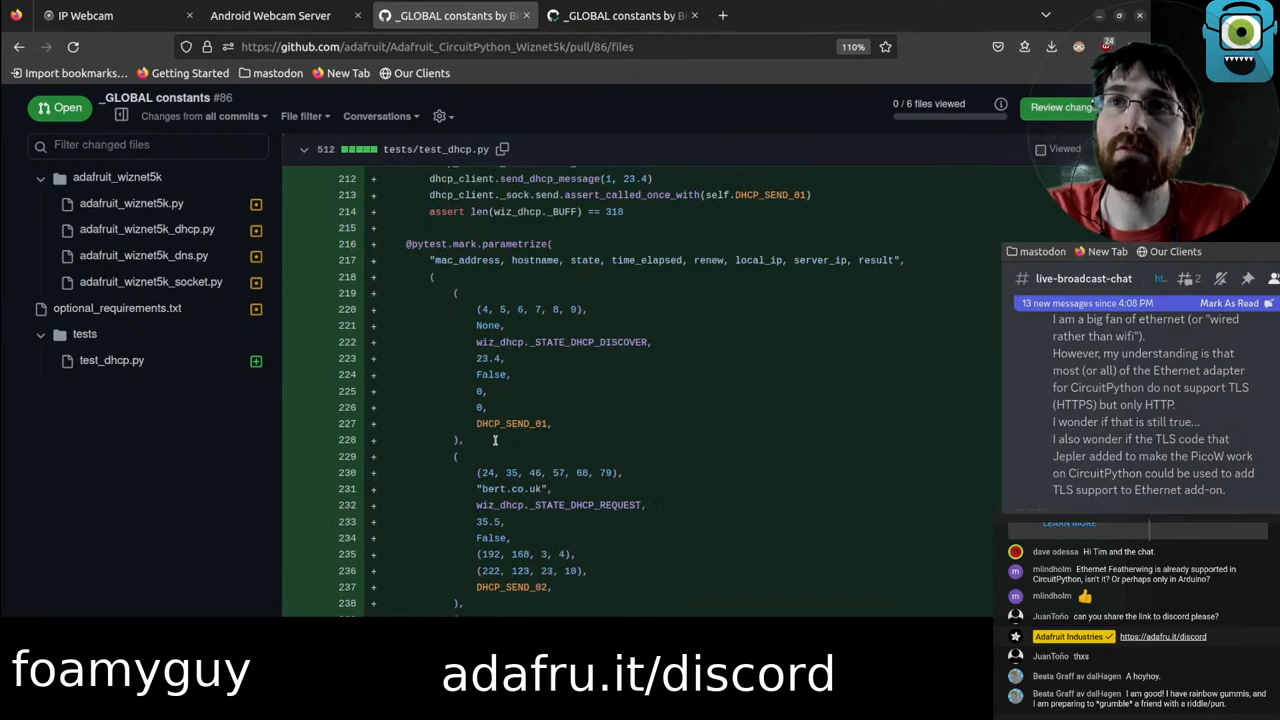 IP Webcam
Android Webcam Server
_GLOBAL constants by Bl
_GLOBAL constants by Bl
https://github.com/adafruit/Adafruit_CircuitPython_Wiznet5k/pull/86/files
110%
24
Import bookmarks...
Getting Started
mastodon
New Tab
Our Clients
Open
_GLOBAL constants #86
Changes from all commits
File filter
Conversations
0 / 6 files viewed
Review chang
Filter changed files
512
tests/test_dhcp.py
Viewed
adafruit_wiznet5k
adafruit_wiznet5k.py
adafruit_wiznet5k_dhcp.py
adafruit_wiznet5k_dns.py
adafruit_wiznet5k_socket.py
optional_requirements.txt
tests
test_dhcp.py
212 + dhcp_client.send_dhcp_message(1, 23.4)
213 + dhcp_client._sock.send.assert_called_once_with(self.DHCP_SEND_01)
214 + assert len(wiz_dhcp._BUFF) == 318
215 +
216 + @pytest.mark.parametrize(
217 + "mac_address, hostname, state, time_elapsed, renew, local_ip, server_ip, result",
218 + (
219 + (
220 + (4, 5, 6, 7, 8, 9),
221 + None,
222 + wiz_dhcp._STATE_DHCP_DISCOVER,
223 + 23.4,
224 + False,
225 + 0,
226 + 0,
227 + DHCP_SEND_01,
228 + ),
229 + (
230 + (24, 35, 46, 57, 68, 79),
231 + "bert.co.uk",
232 + wiz_dhcp._STATE_DHCP_REQUEST,
233 + 35.5,
234 + False,
235 + (192, 168, 3, 4),
236 + (222, 123, 23, 10),
237 + DHCP_SEND_02,
238 + ),
mastodon
New Tab
Our Clients
# live-broadcast-chat
ht...
2
13 new messages since 4:08 PM
Mark As Read
I am a big fan of ethernet (or "wired
rather than wifi").
However, my understanding is that
most (or all) of the Ethernet adapter
for CircuitPython do not support TLS
(HTTPS) but only HTTP.
I wonder if that is still true...
I also wonder if the TLS code that
Jepler added to make the PicoW work
on CircuitPython could be used to add
TLS support to Ethernet add-on.
LEARN MORE
dave odessa Hi Tim and the chat.
mlindholm Ethernet Featherwing is already supported in
CircuitPython, isn't it? Or perhaps only in Arduino?
mlindholm 👍
JuanToño can you share the link to discord please?
Adafruit Industries ✓ https://adafru.it/discord
JuanToño thxs
Beata Graff av dalHagen A hoyhoy.
Beata Graff av dalHagen I am good! I have rainbow gummis, and
I am preparing to *grumble* a friend with a riddle/pun.
foamyguy
adafru.it/discord